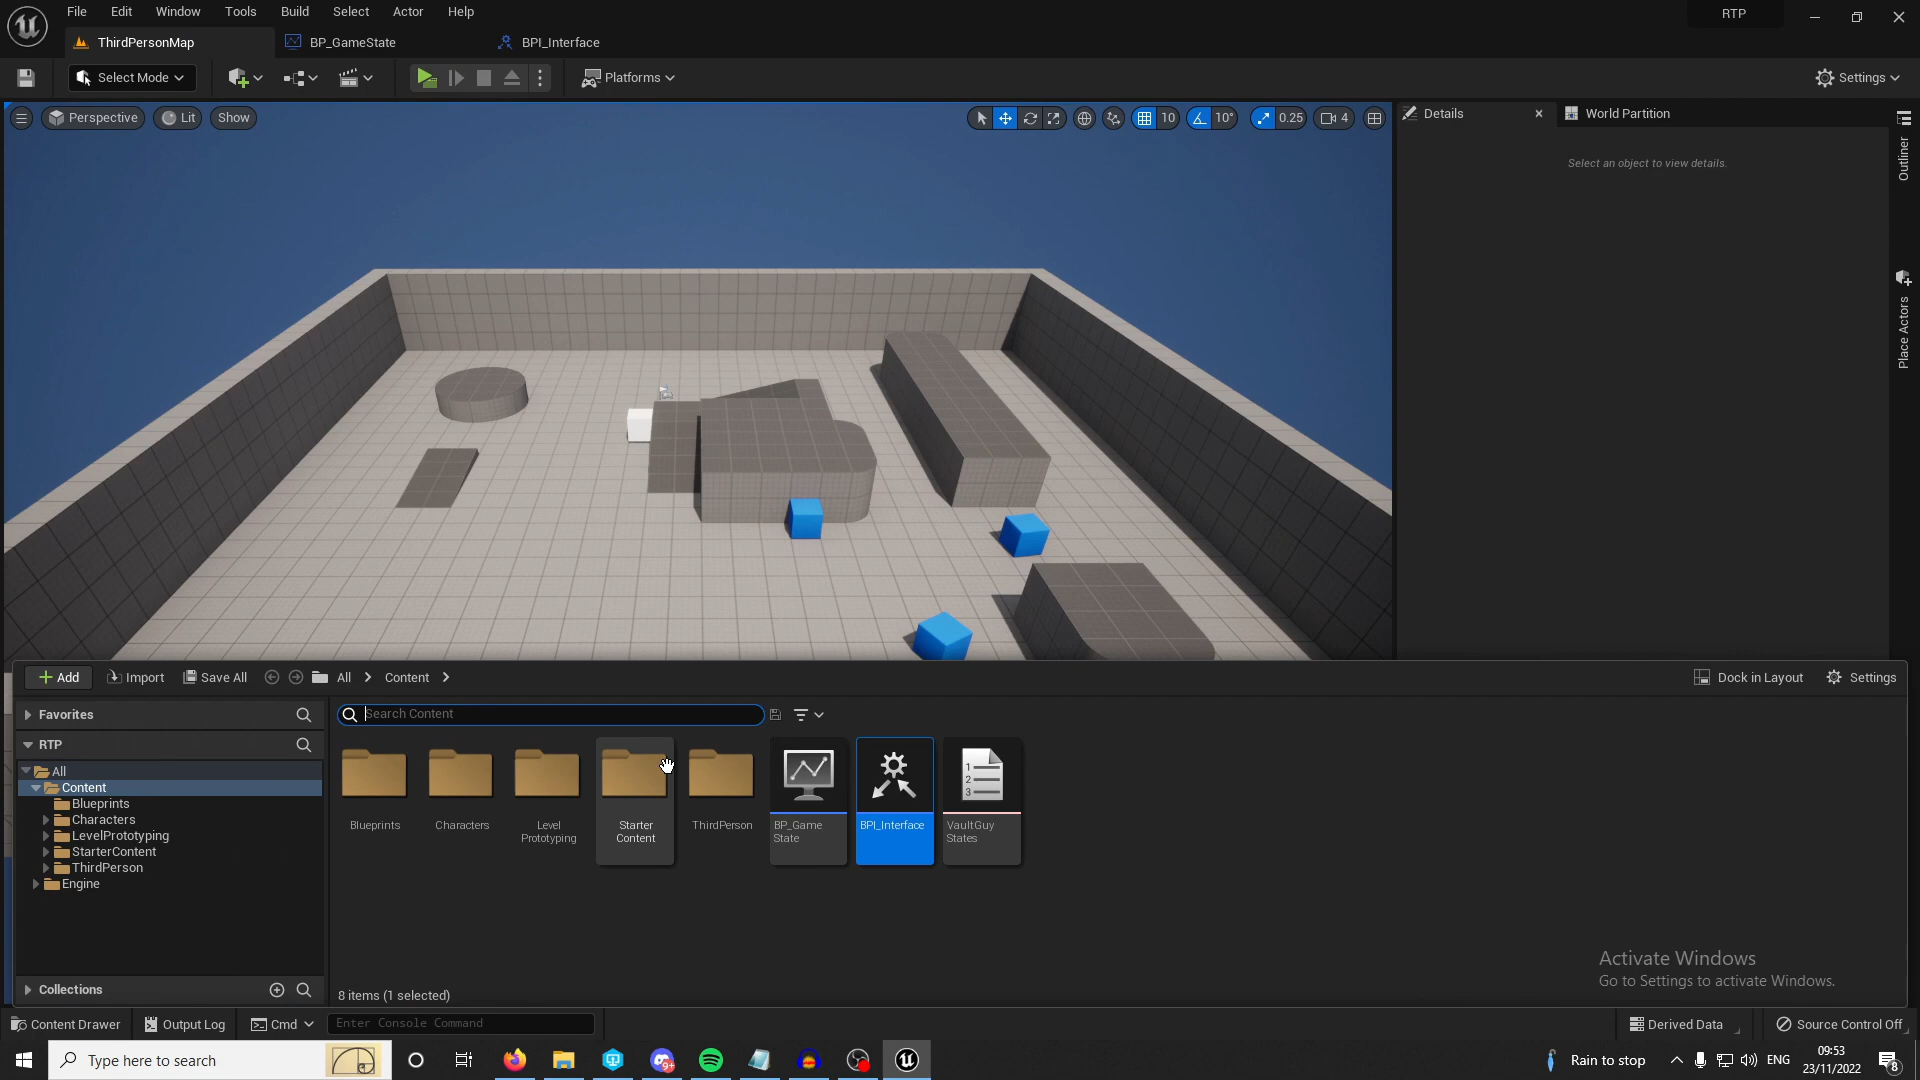 File Edit Window Tools Build Select Actor Help
RTP
ThirdPersonMap
BP_GameState
BPI_Interface
Select Mode
Platforms
Settings
Perspective
Lit
Show
10
10°
0.25
4
Details
World Partition
Select an object to view details.
Outliner
Place Actors
Add
Import
Save All
All
Content
Dock in Layout
Settings
Favorites
RTP
All
Content
Blueprints
Characters
LevelPrototyping
StarterContent
ThirdPerson
Engine
Collections
Search Content
Blueprints
Characters
Level
Prototyping
Starter
Content
ThirdPerson
BP_Game
State
BPI_Interface
VaultGuy
States
1
2
3
8 items (1 selected)
Activate Windows
Go to Settings to activate Windows.
Content Drawer
Output Log
Cmd
Enter Console Command
Derived Data
Source Control Off
Type here to search
9+
Rain to stop
ENG
09:53
23/11/2022
8